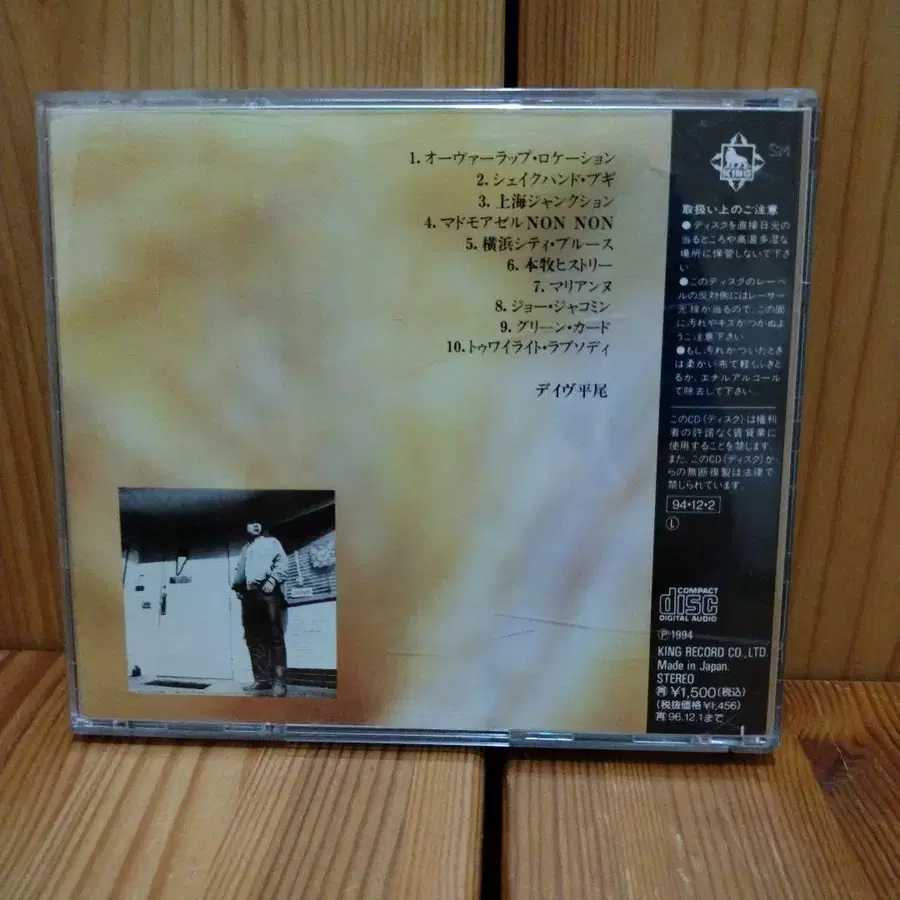 1. オーヴァーラップ・ロケーション
2. シェイクハンド・ブギ
3. 上海ジャンクション
4. マドモアゼル NON NON
5. 横浜シティ・ブルース
6. 本牧ヒストリー
7. マリアンヌ
8. ジョー・ジャコミン
9. グリーン・カード
10. トゥワイライト・ラプソディ
デイヴ平尾
SM
KING
取扱い上のご注意
●ディスクを直接日光の
当るところや高温多湿な
場所に保管しないで下さ
い
●このディスクのレーベ
ルの反対側にはレーザー
光線が当るので、この面
に汚れやキズがつかぬよ
うご注意下さい
●もし汚れがついたとき
は柔かい布で軽くふきと
るか、エチルアルコール
で除去して下さい
このCD(ディスク)は権利
者の許諾なく賃貸業に
使用することを禁じます。
また、このCD(ディスク)か
らの無断複製は法律で
禁じられています。
94・12・2
Ⓛ
COMPACT
disc
DIGITAL AUDIO
Ⓟ1994
KING RECORD CO.,LTD.
Made in Japan.
STEREO
㊢¥1,500(税込)
(税抜価格¥1,456)
再96.12.1まで